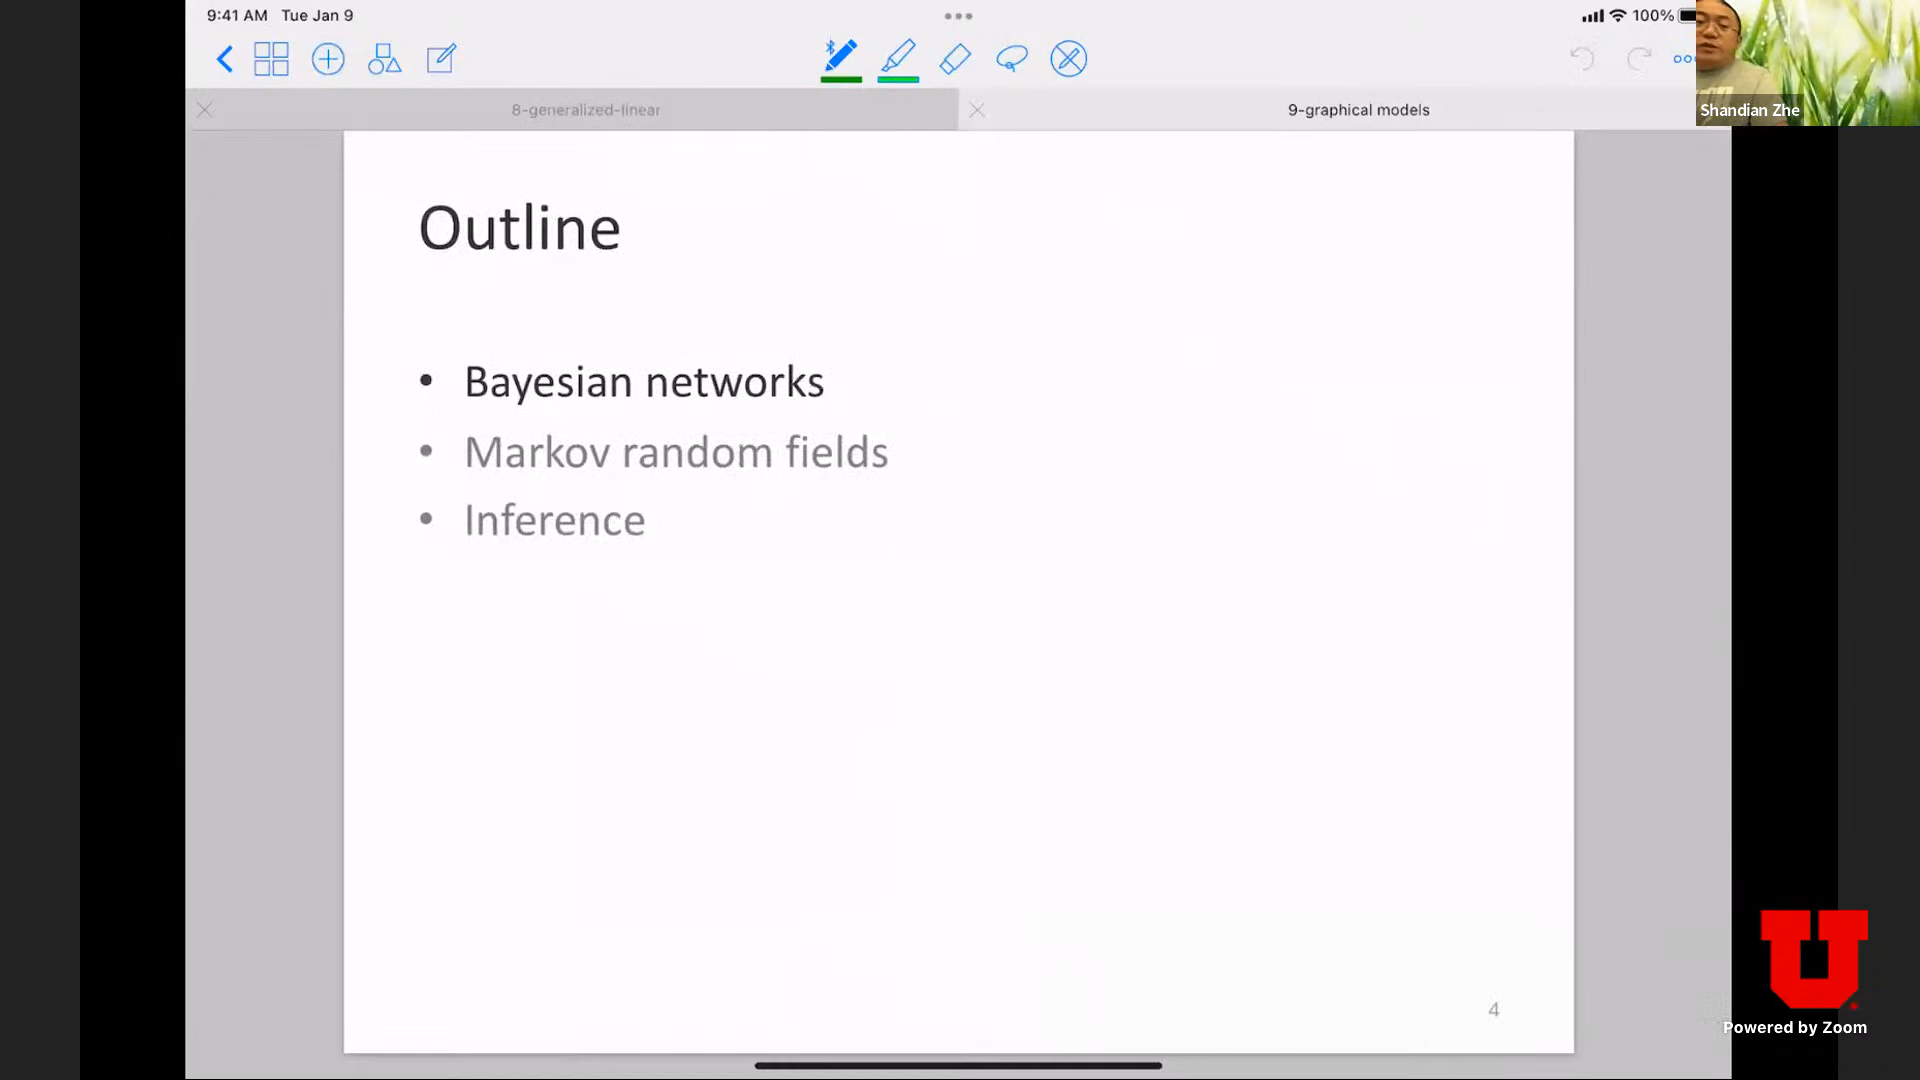 9:41 AM Tue Jan 9
100%
8-generalized-linear
9-graphical models
Shandian Zhe
Outline
• Bayesian networks
• Markov random fields
• Inference
4
U
Powered by Zoom